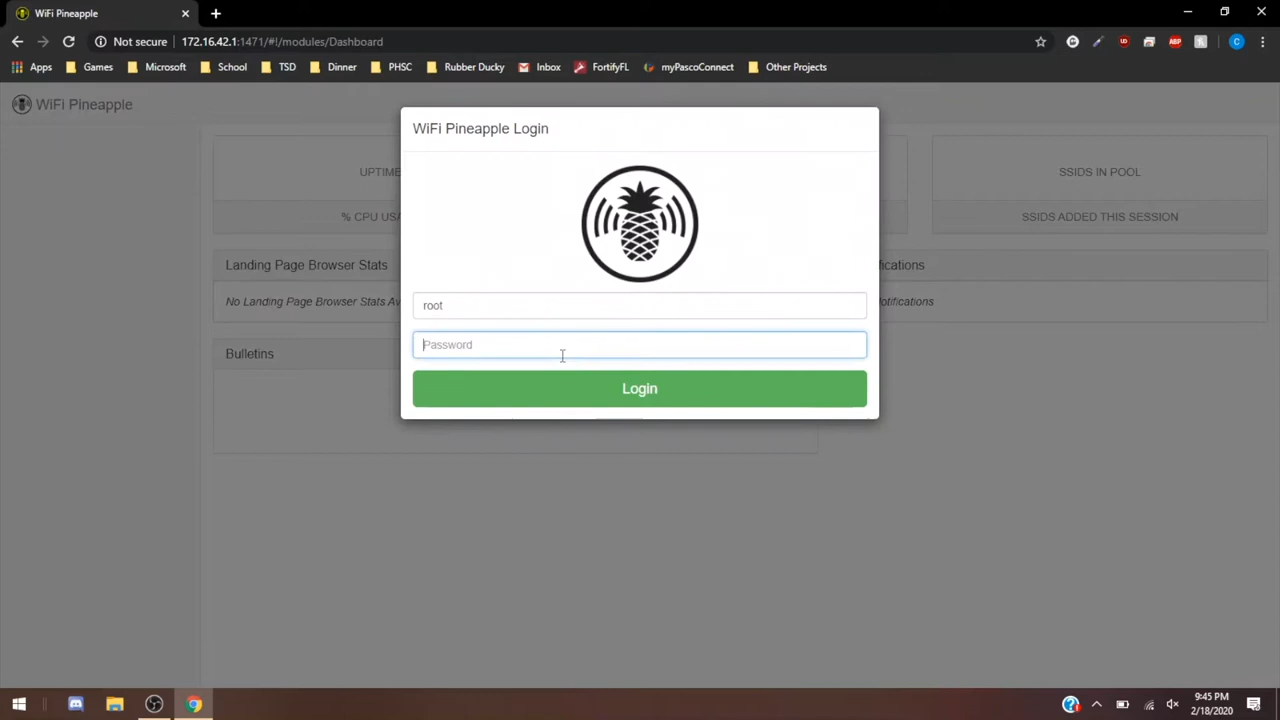 WiFi Pineapple
Not secure 172.16.42.1:1471/#!/modules/Dashboard
Apps Games Microsoft School TSD Dinner PHSC Rubber Ducky Inbox FortifyFL myPascoConnect Other Projects
WiFi Pineapple
WiFi Pineapple Login
UPTIME
SSIDS IN POOL
% CPU USA
SSIDS ADDED THIS SESSION
Landing Page Browser Stats
No Landing Page Browser Stats Av
Bulletins
root
Password
Login
9:45 PM
2/18/2020